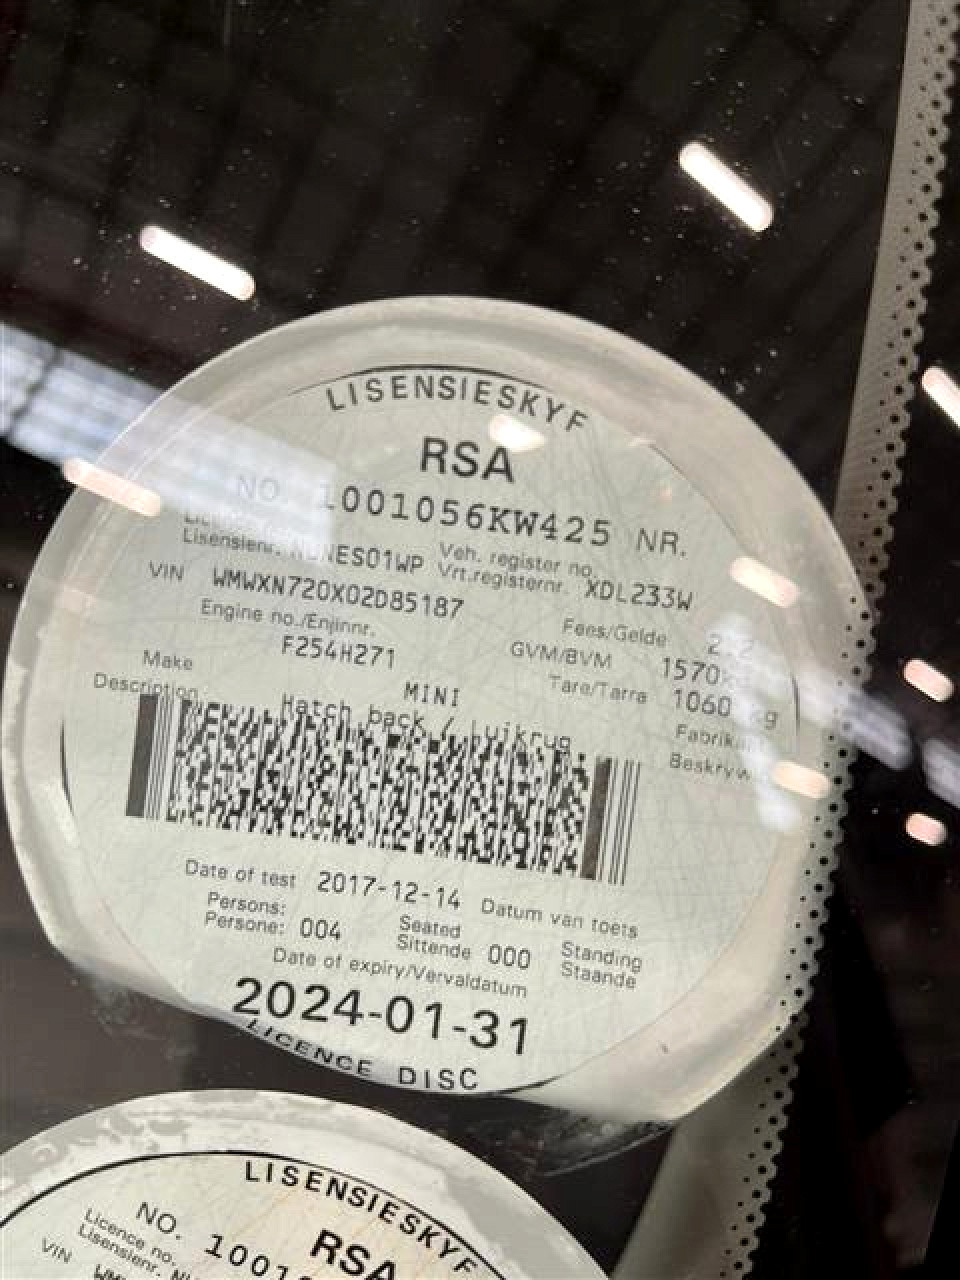 LISENSIESKYF
RSA
NO. 1001056KW425 NR.
Lisensienr. Veh. register no.
Vrt.registernr. XDL233W
VIN WMWXN720X02D85187
Engine no./Enjinnr. Fees/Gelde
F254H271 GVM/BVM 1570
Make MINI Tare/Tarra 1060 kg
Description Hatch back / Luikrug
Date of test 2017-12-14 Datum van toets
Persons: Seated Standing
Persone: 004 Sittende 000 Staande
Date of expiry/Vervaldatum
2024-01-31
LICENCE DISC
LISENSIESKYF
RSA
NO.
Licence no.
Lisensienr.
VIN